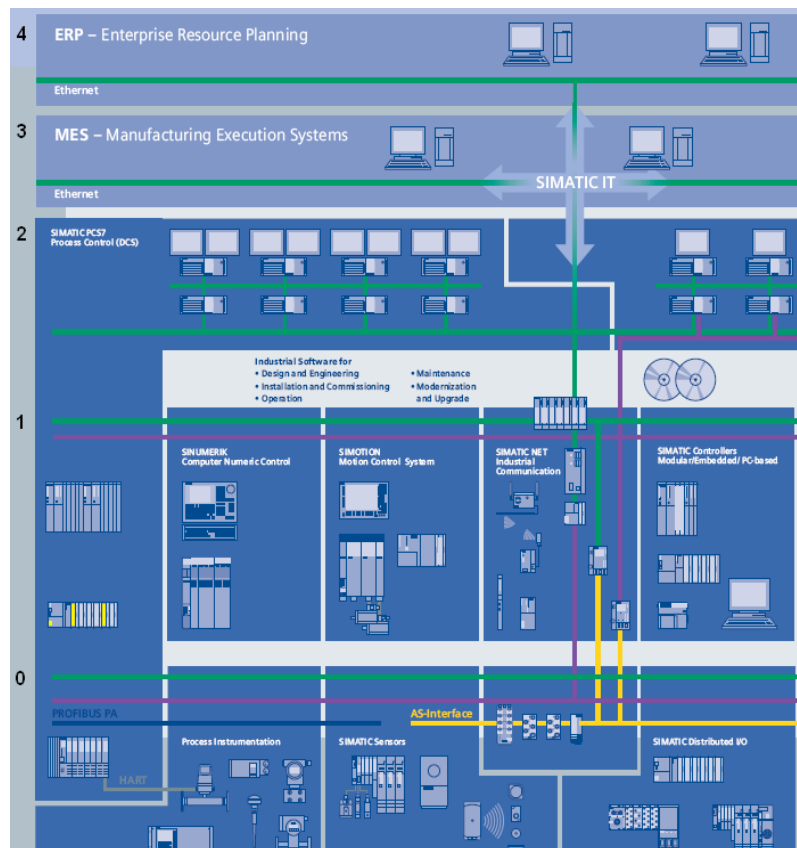 4
ERP – Enterprise Resource Planning
Ethernet
3
MES – Manufacturing Execution Systems
SIMATIC IT
Ethernet
2
SIMATIC PCS7
Process Control (DCS)
Industrial Software for
• Design and Engineering
• Installation and Commissioning
• Operation
• Maintenance
• Modernization
and Upgrade
1
SINUMERIK
Computer Numeric Control
SIMOTION
Motion Control System
SIMATIC NET
Industrial
Communication
SIMATIC Controllers
Modular/Embedded/ PC-based
0
PROFIBUS PA
AS-Interface
Process Instrumentation
SIMATIC Sensors
SIMATIC Distributed I/O
HART